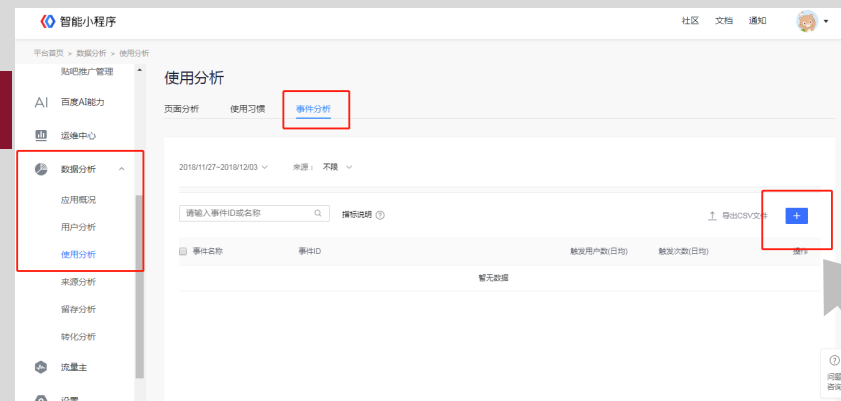 智能小程序
社区 文档 通知
平台首页 > 数据分析 > 使用分析
贴吧推广管理
AI 百度AI能力
运维中心
数据分析
应用概况
用户分析
使用分析
来源分析
留存分析
转化分析
流量主
设置
使用分析
页面分析 使用习惯 事件分析
2018/11/27~2018/12/03 来源： 不限
请输入事件ID或名称 指标说明 ? 导出CSV文件 +
事件名称 事件ID 触发用户数(日均) 触发次数(日均) 操作
暂无数据
?
问题
咨询